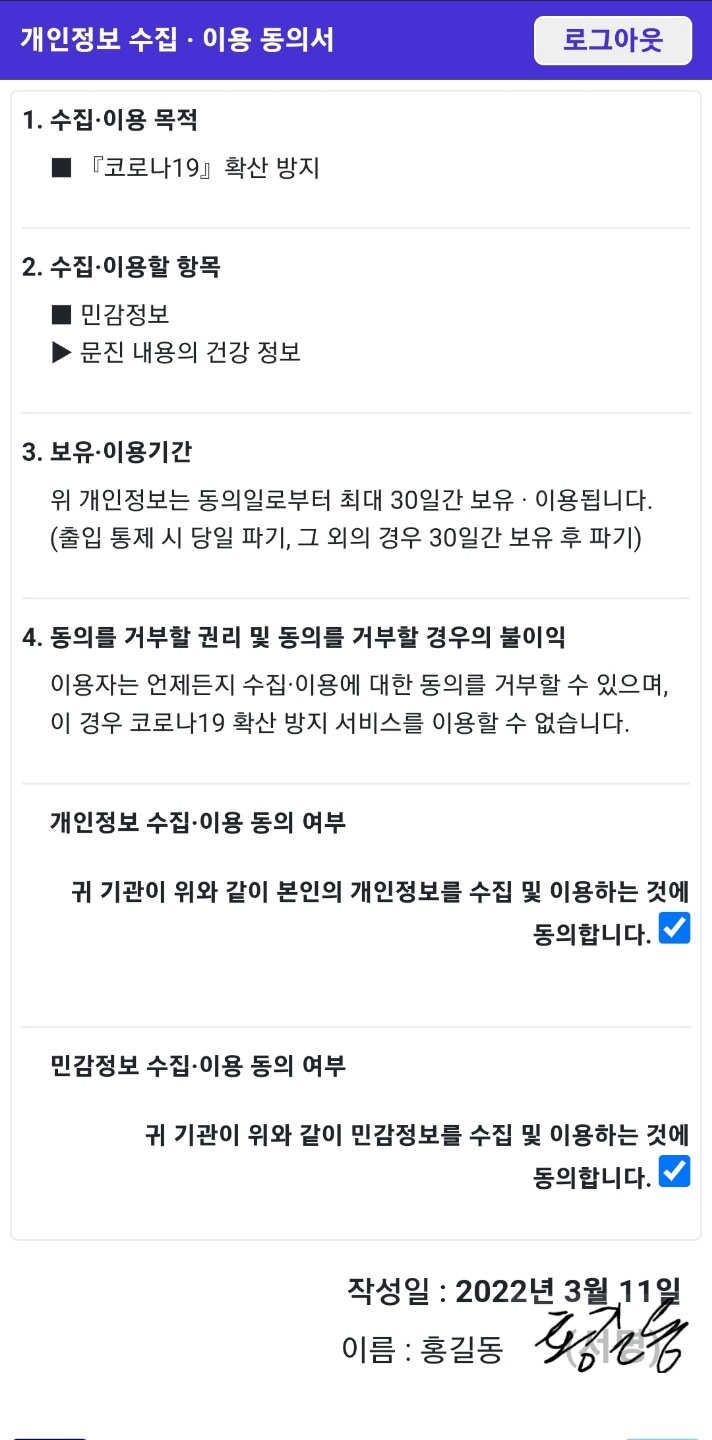 개인정보 수집 · 이용 동의서
로그아웃
1. 수집·이용 목적
■ 『코로나19』확산 방지
2. 수집·이용할 항목
■ 민감정보
▶ 문진 내용의 건강 정보
3. 보유·이용기간
위 개인정보는 동의일로부터 최대 30일간 보유 · 이용됩니다.
(출입 통제 시 당일 파기, 그 외의 경우 30일간 보유 후 파기)
4. 동의를 거부할 권리 및 동의를 거부할 경우의 불이익
이용자는 언제든지 수집·이용에 대한 동의를 거부할 수 있으며,
이 경우 코로나19 확산 방지 서비스를 이용할 수 없습니다.
개인정보 수집·이용 동의 여부
귀 기관이 위와 같이 본인의 개인정보를 수집 및 이용하는 것에
동의합니다.
민감정보 수집·이용 동의 여부
귀 기관이 위와 같이 민감정보를 수집 및 이용하는 것에
동의합니다.
작성일 : 2022년 3월 11일
이름 : 홍길동 (서명) 홍길동